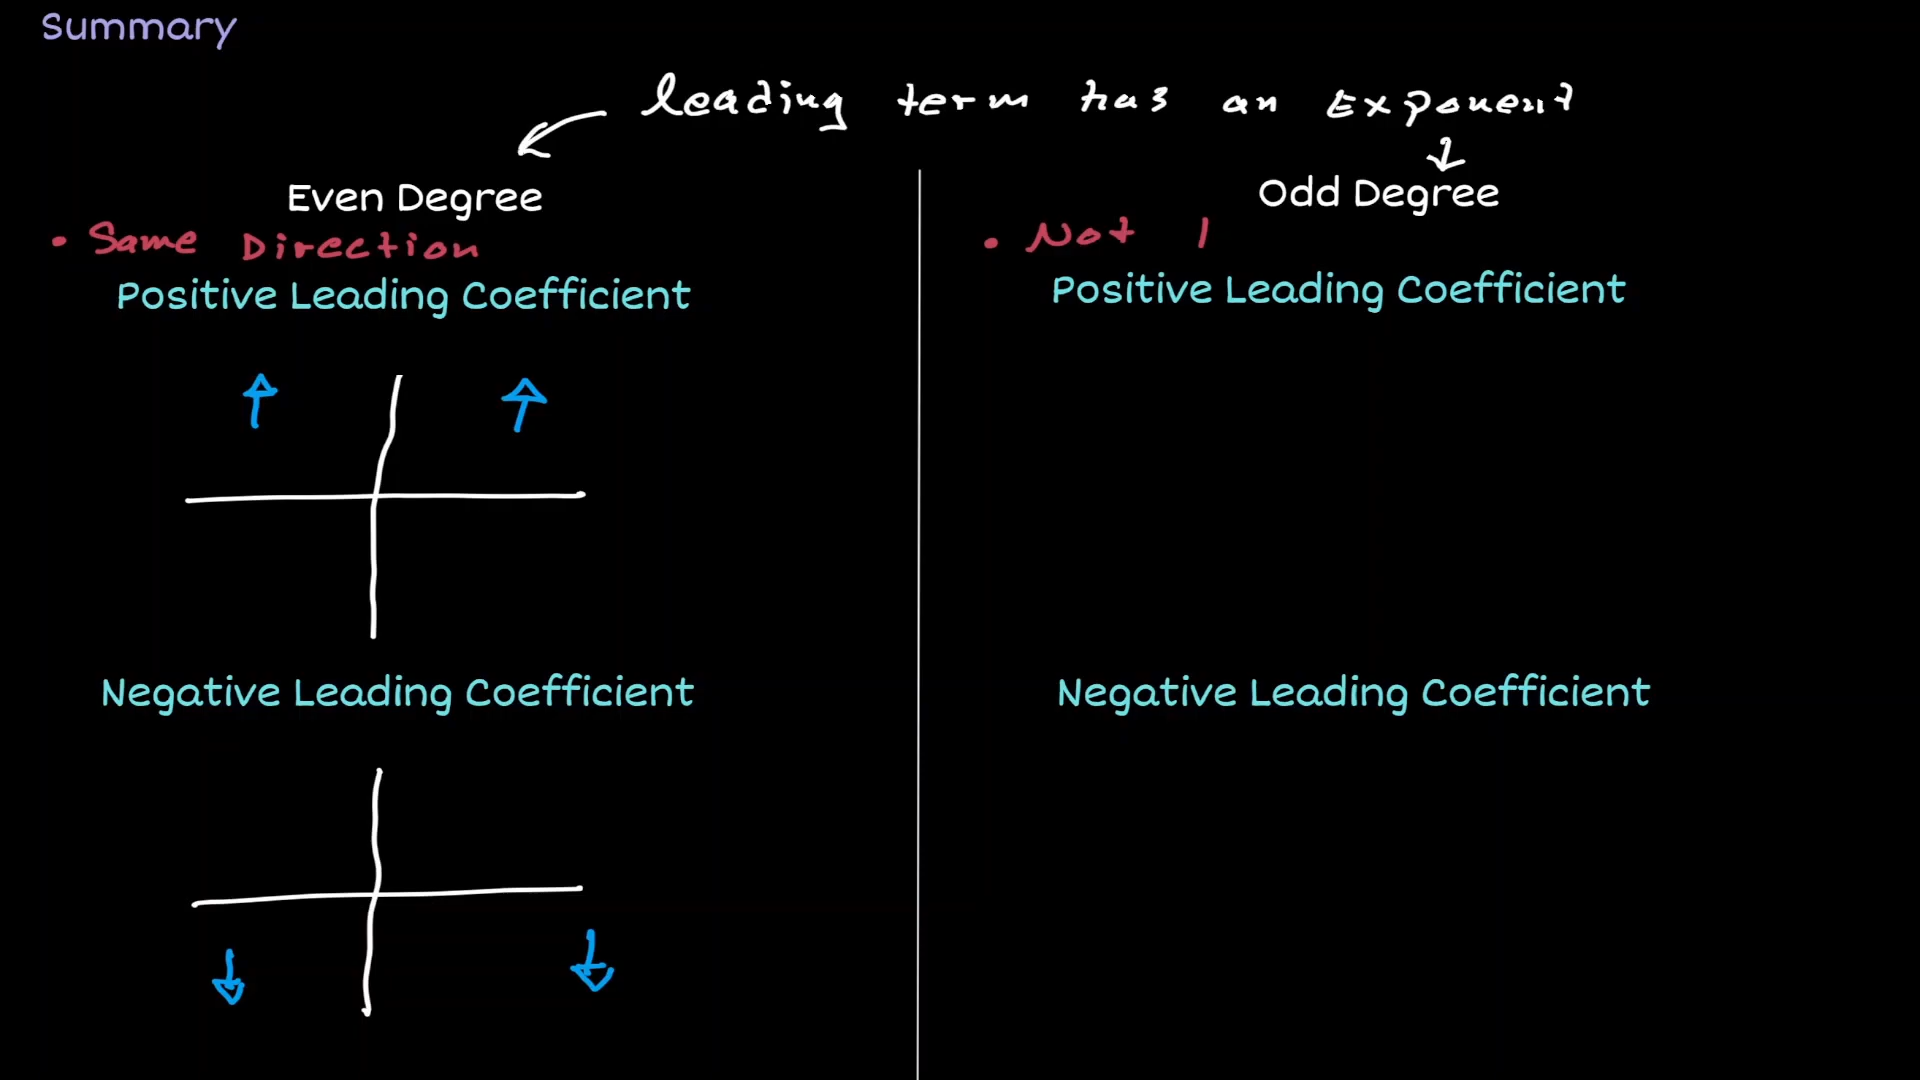 Summary
leading term has an Exponent
Even Degree
• Same Direction
Positive Leading Coefficient
Negative Leading Coefficient
Odd Degree
• Not
Positive Leading Coefficient
Negative Leading Coefficient